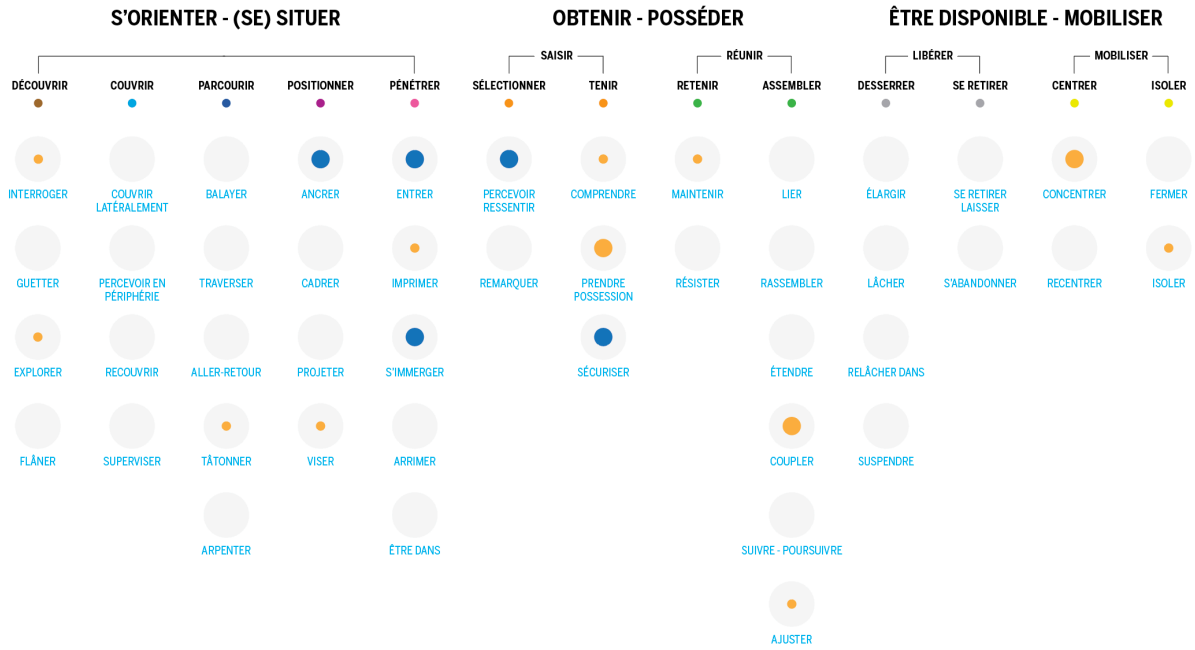 S'ORIENTER - (SE) SITUER
OBTENIR - POSSÉDER
ÊTRE DISPONIBLE - MOBILISER
SAISIR
RÉUNIR
LIBÉRER
MOBILISER
DÉCOUVRIR
COUVRIR
PARCOURIR
POSITIONNER
PÉNÉTRER
SÉLECTIONNER
TENIR
RETENIR
ASSEMBLER
DESSERRER
SE RETIRER
CENTRER
ISOLER
INTERROGER
COUVRIR
LATÉRALEMENT
BALAYER
ANCRER
ENTRER
PERCEVOIR
RESSENTIR
COMPRENDRE
MAINTENIR
LIER
ÉLARGIR
SE RETIRER
LAISSER
CONCENTRER
FERMER
GUETTER
PERCEVOIR EN
PÉRIPHÉRIE
TRAVERSER
CADRER
IMPRIMER
REMARQUER
PRENDRE
POSSESSION
RÉSISTER
RASSEMBLER
LÂCHER
S'ABANDONNER
RECENTRER
ISOLER
EXPLORER
RECOUVRIR
ALLER-RETOUR
PROJETER
S'IMMERGER
SÉCURISER
ÉTENDRE
RELÂCHER DANS
FLÂNER
SUPERVISER
TÂTONNER
VISER
ARRIMER
COUPLER
SUSPENDRE
ARPENTER
ÊTRE DANS
SUIVRE - POURSUIVRE
AJUSTER